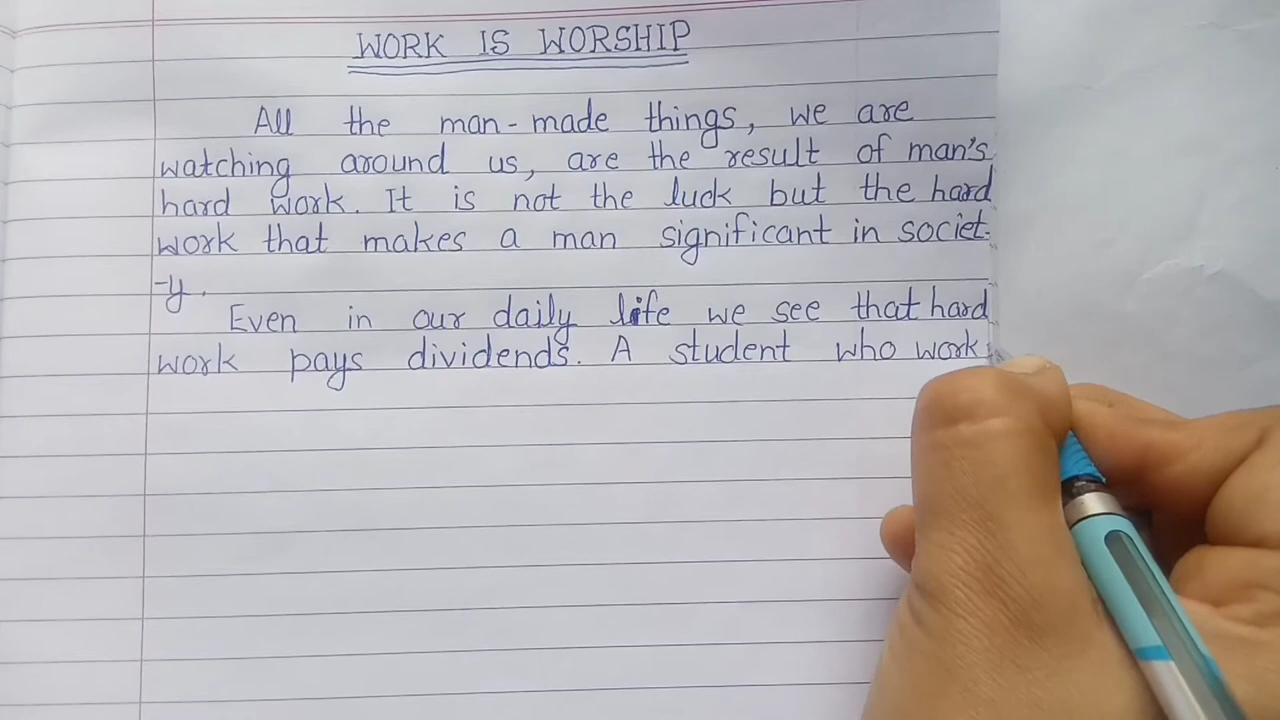 WORK IS WORSHIP
All the man-made things, we are
watching around us, are the result of man's
hard work. It is not the luck but the hard
work that makes a man significant in societ-
-y.
Even in our daily life we see that hard
work pays dividends. A student who work